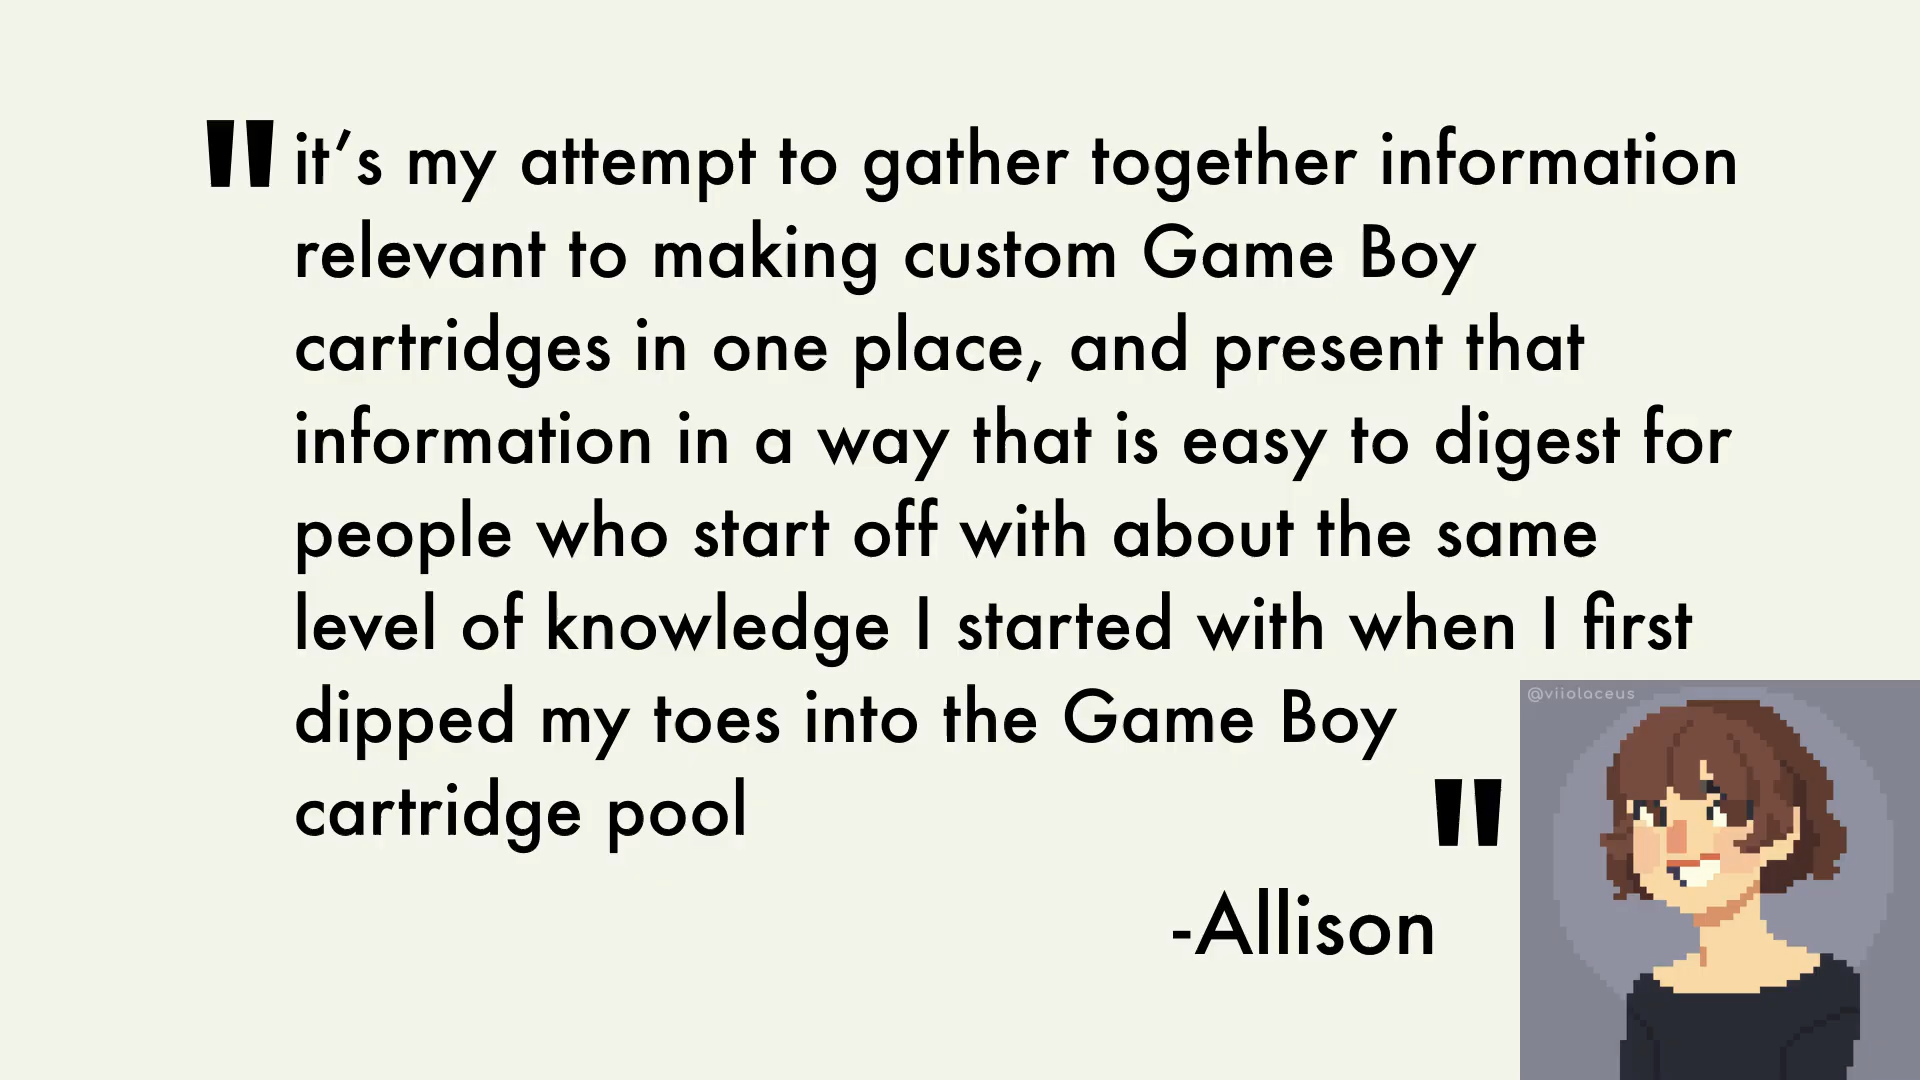 "it’s my attempt to gather together information
relevant to making custom Game Boy
cartridges in one place, and present that
information in a way that is easy to digest for
people who start off with about the same
level of knowledge I started with when I first
dipped my toes into the Game Boy
cartridge pool"
-Allison
@viiolaceus